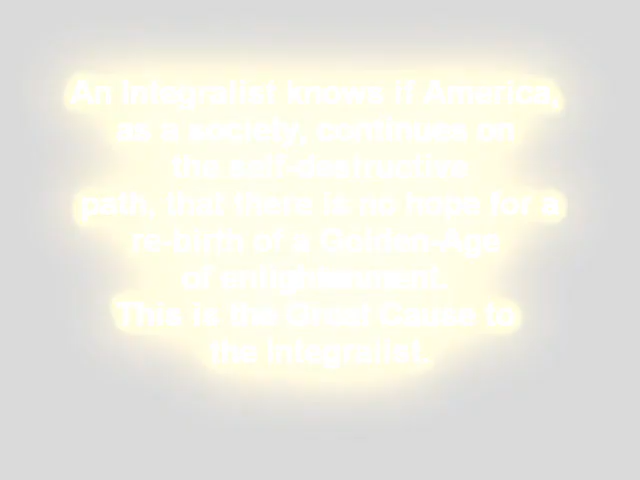 An integralist knows if America,
as a society, continues on
the self-destructive
path, that there is no hope for a
re-birth of a Golden-Age
of enlightenment.
This is the Great Cause to
the integralist.